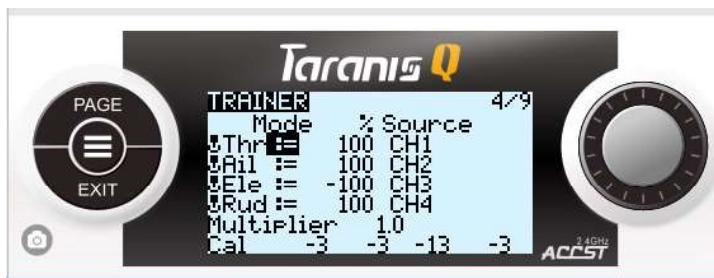 Taranis Q
PAGE
EXIT
TRAINER 4/9
Mode % Source
Thr := 100 CH1
Ail := 100 CH2
Ele := -100 CH3
Rud := 100 CH4
Multiplier 1.0
Cal -3 -3 -13 -3
ACCST 2.4GHz